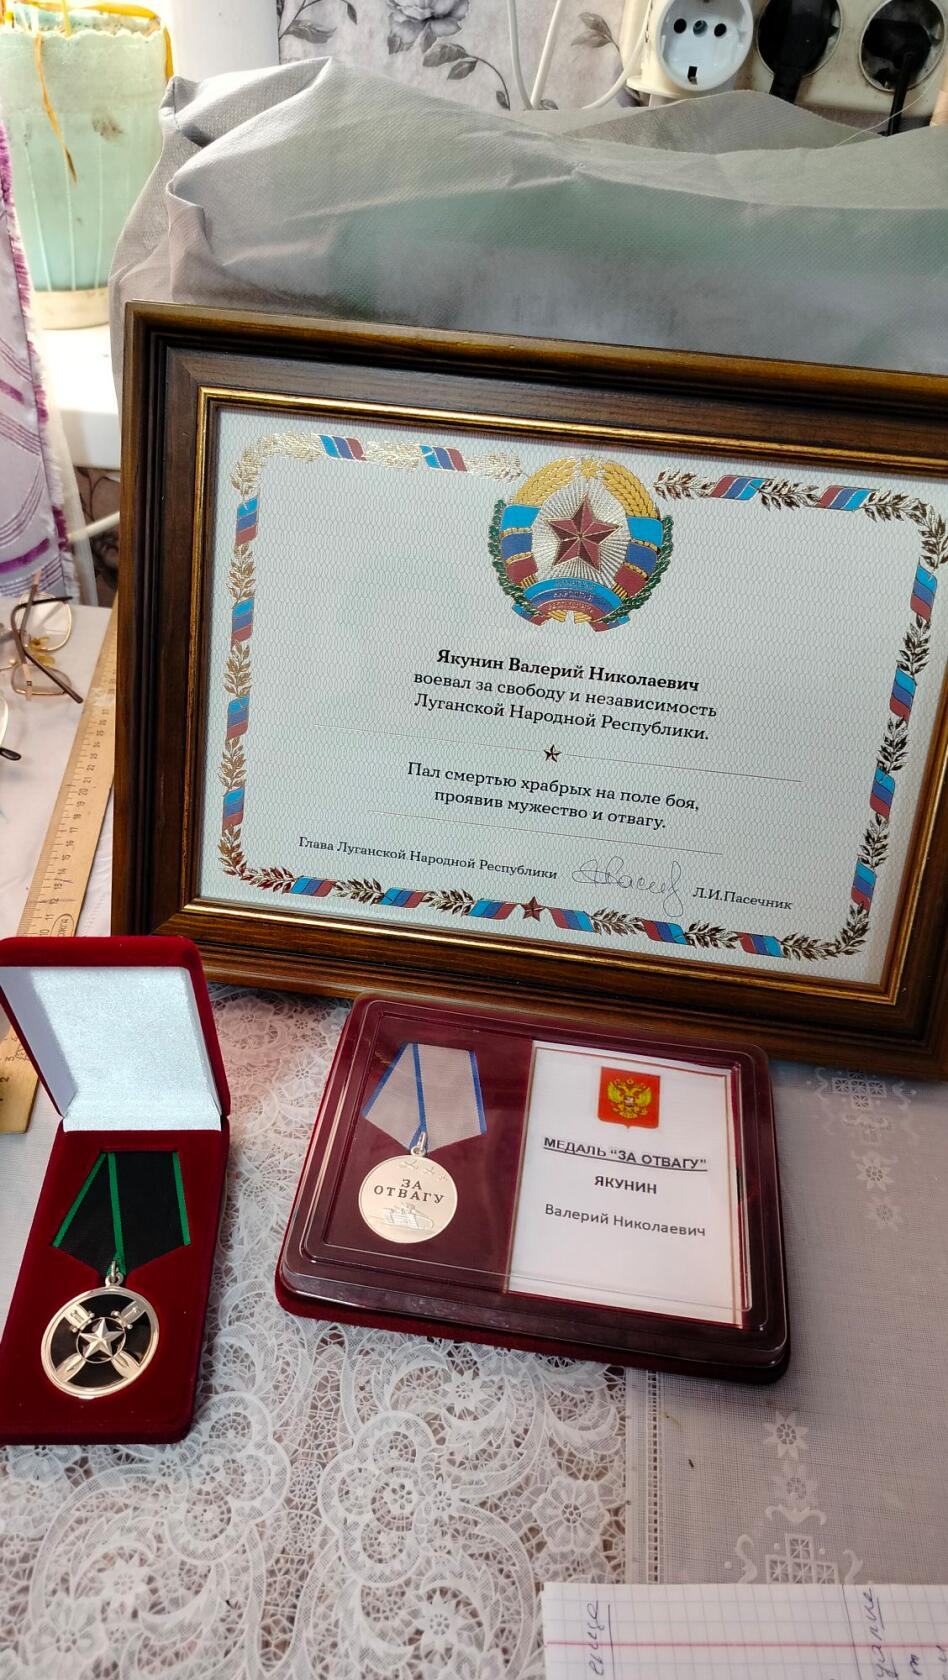 Якунин Валерий Николаевич
воевал за свободу и независимость
Луганской Народной Республики.
Пал смертью храбрых на поле боя,
проявив мужество и отвагу.
Глава Луганской Народной Республики Л.И.Пасечник
ЗА
ОТВАГУ
МЕДАЛЬ “ЗА ОТВАГУ”
ЯКУНИН
Валерий Николаевич
еще